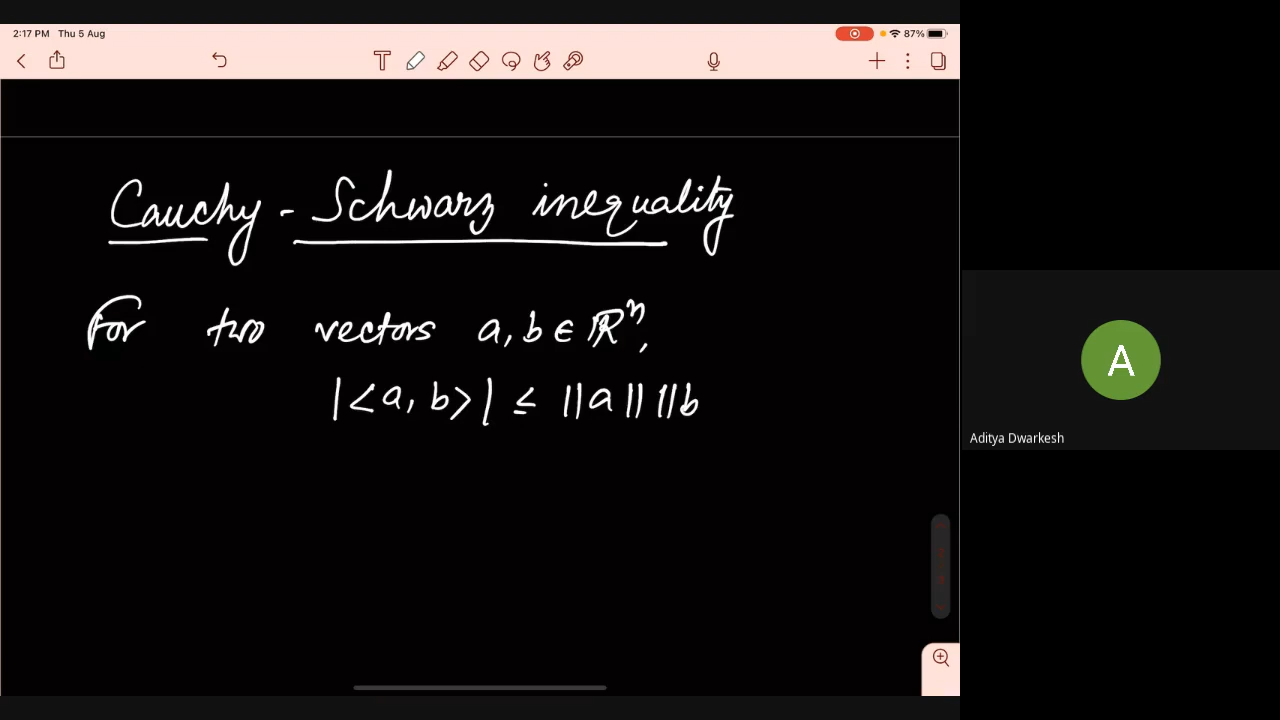 2:17 PM Thu 5 Aug
87%
T
Cauchy - Schwarz inequality
For two vectors a, b ∈ ℝⁿ,
|<a, b>| ≤ ||a|| ||b
A
Aditya Dwarkesh